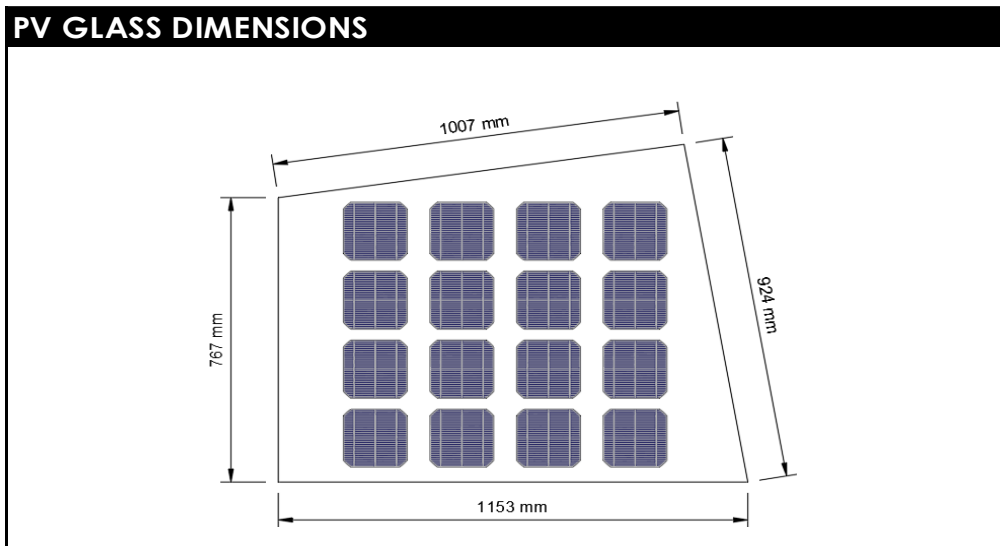 PV GLASS DIMENSIONS
1007 mm
767 mm
924 mm
1153 mm